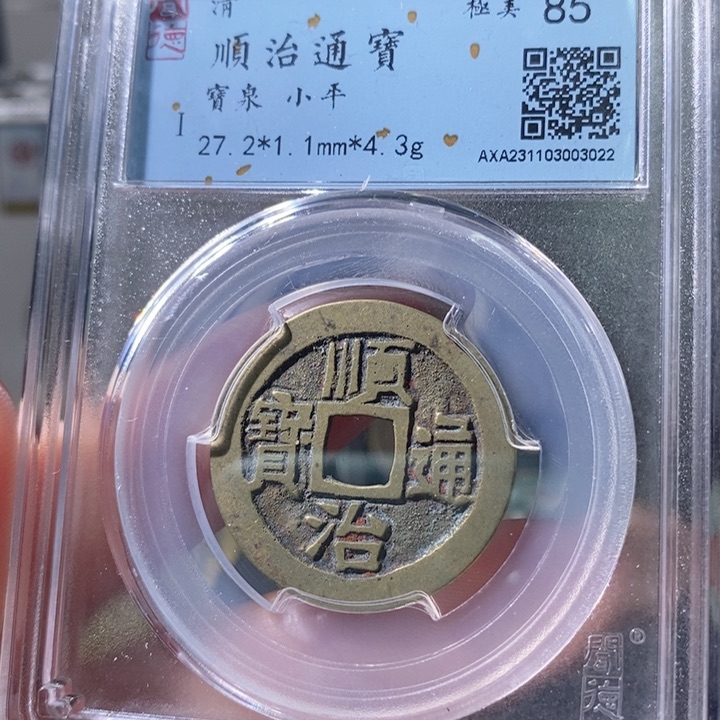 清 極美 85
順治通寶
寶泉 小平
I 27.2*1.1mm*4.3g
AXA231103003022
順治通寶